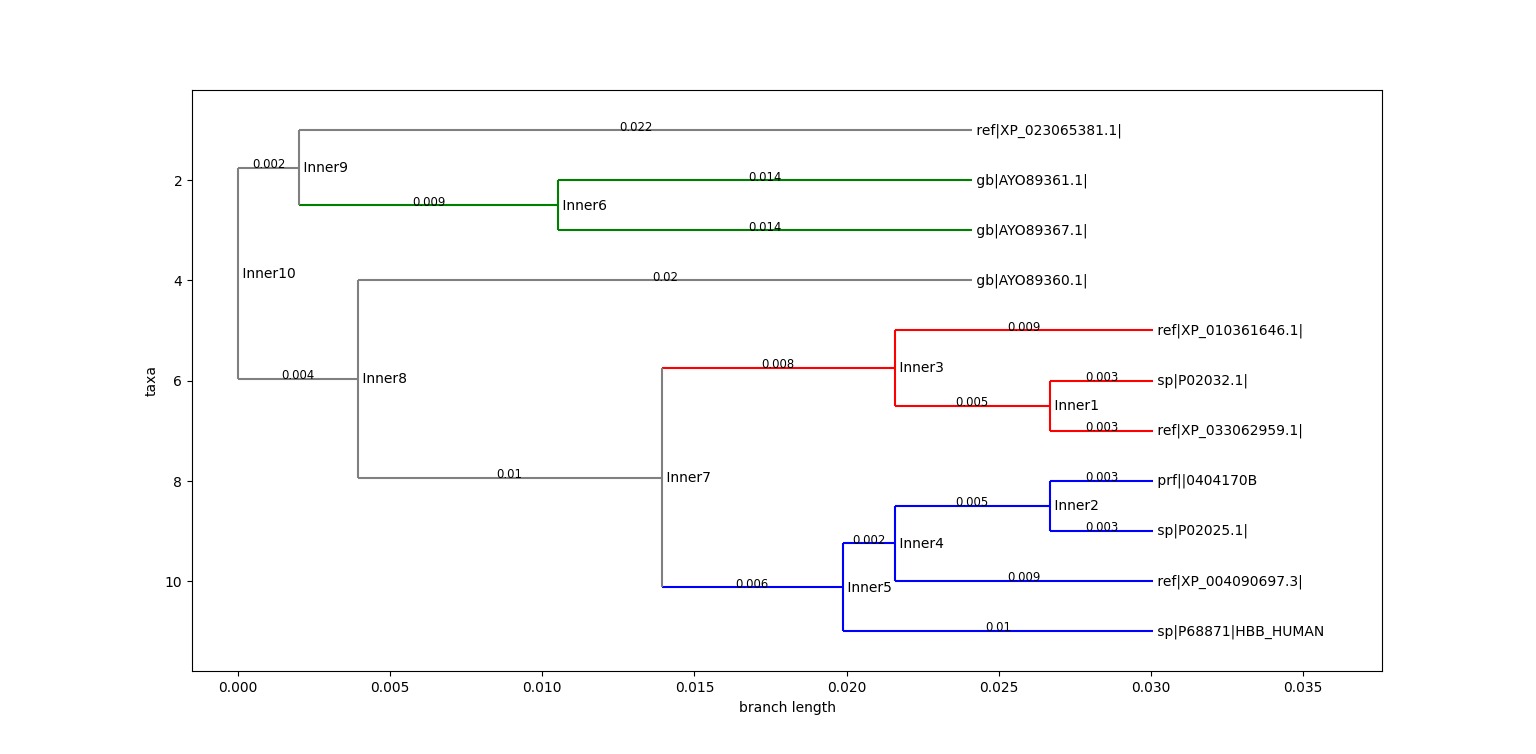 0.022
ref|XP_023065381.1|
0.002
Inner9
0.014
gb|AYO89361.1|
2
0.009
Inner6
0.014
gb|AYO89367.1|
Inner10
4
0.02
gb|AYO89360.1|
0.009
ref|XP_010361646.1|
0.008
Inner3
0.004
Inner8
taxa
6
0.003
sp|P02032.1|
0.005
Inner1
0.003
ref|XP_033062959.1|
0.01
Inner7
8
0.003
prf||0404170B
0.005
Inner2
0.003
sp|P02025.1|
0.002
Inner4
10
0.006
Inner5
0.009
ref|XP_004090697.3|
0.01
sp|P68871|HBB_HUMAN
0.000
0.005
0.010
0.015
0.020
0.025
0.030
0.035
branch length